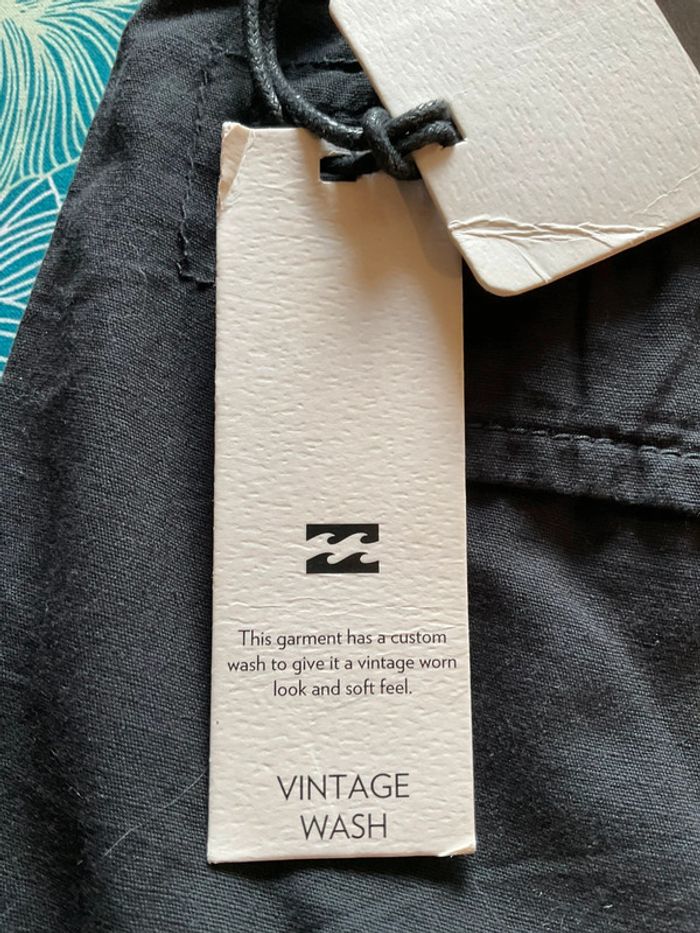 This garment has a custom
wash to give it a vintage worn
look and soft feel.
VINTAGE
WASH